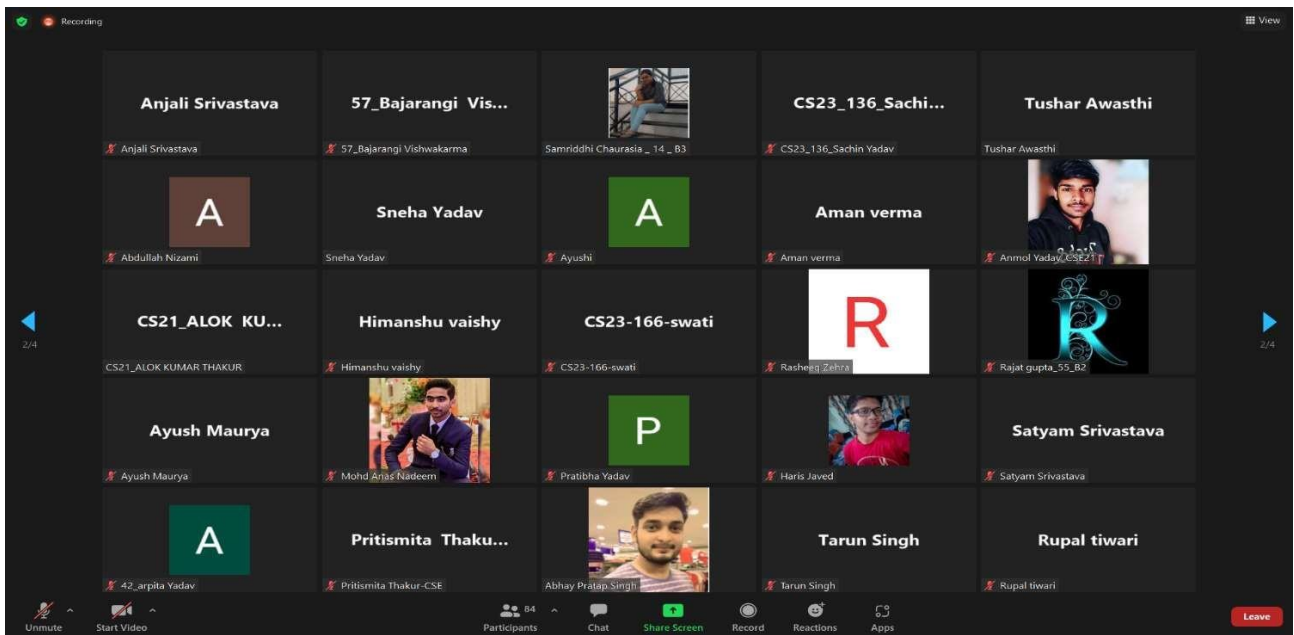 Recording
View
Anjali Srivastava
57_Bajarangi Vis...
CS23_136_Sachi...
Tushar Awasthi
Anjali Srivastava
57_Bajarangi Vishwakarma
Samriddhi Chaurasia _ 14 _ B3
CS23_136_Sachin Yadav
Tushar Awasthi
A
Sneha Yadav
A
Aman verma
Abdullah Nizami
Sneha Yadav
Ayushi
Aman verma
Anmol Yadav_CSE21
CS21_ALOK KU...
Himanshu vaishy
CS23-166-swati
R
R
2/4
2/4
CS21_ALOK KUMAR THAKUR
Himanshu vaishy
CS23-166-swati
Rasheeq Zehra
Rajat gupta_55_B2
Ayush Maurya
P
Satyam Srivastava
Ayush Maurya
Mohd Anas Nadeem
Pratibha Yadav
Haris Javed
Satyam Srivastava
A
Pritismita Thaku...
Tarun Singh
Rupal tiwari
42_arpita Yadav
Pritismita Thakur-CSE
Abhay Pratap Singh
Tarun Singh
Rupal tiwari
84
Unmute
Start Video
Participants
Chat
Share Screen
Record
Reactions
Apps
Leave